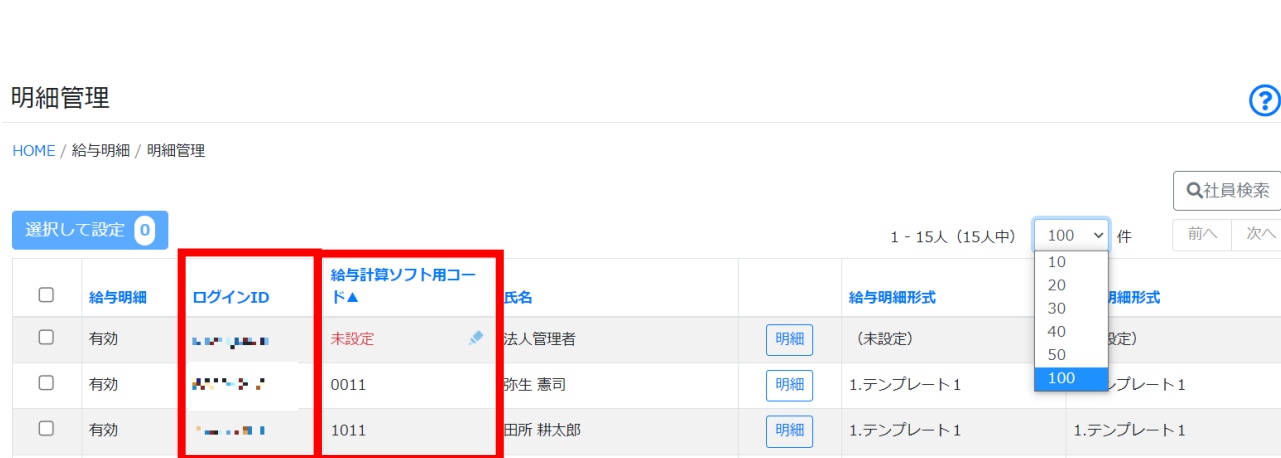 明細管理
HOME / 給与明細 / 明細管理
社員検索
選択して設定 0
1 - 15人（15人中） 100 件 前へ 次へ
10
20
30
40
50
100
給与明細 ログインID 給与計算ソフト用コー
ド▲ 氏名 給与明細形式 明細形式
有効 未設定 法人管理者 明細 （未設定） 設定）
有効 0011 弥生 憲司 明細 1.テンプレート1 プレート1
有効 1011 田所 耕太郎 明細 1.テンプレート1 1.テンプレート1